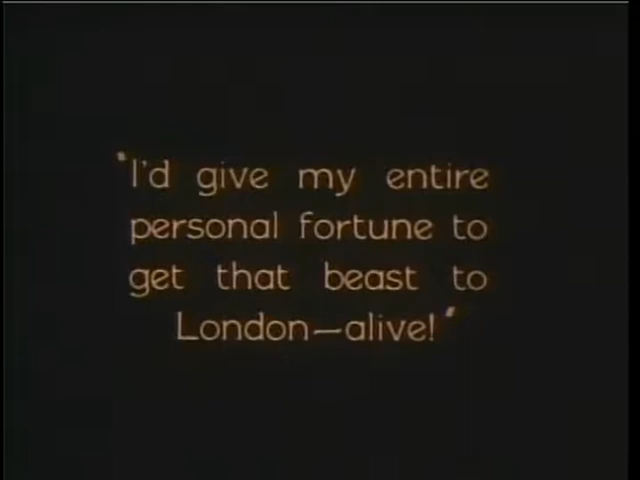 "I'd give my entire
personal fortune to
get that beast to
London—alive!"